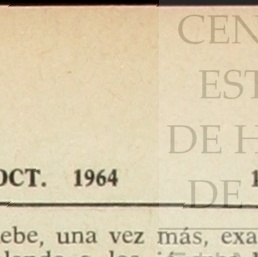 CEN
EST
DE H
OCT. 1964
DE
ebe, una vez más, exa